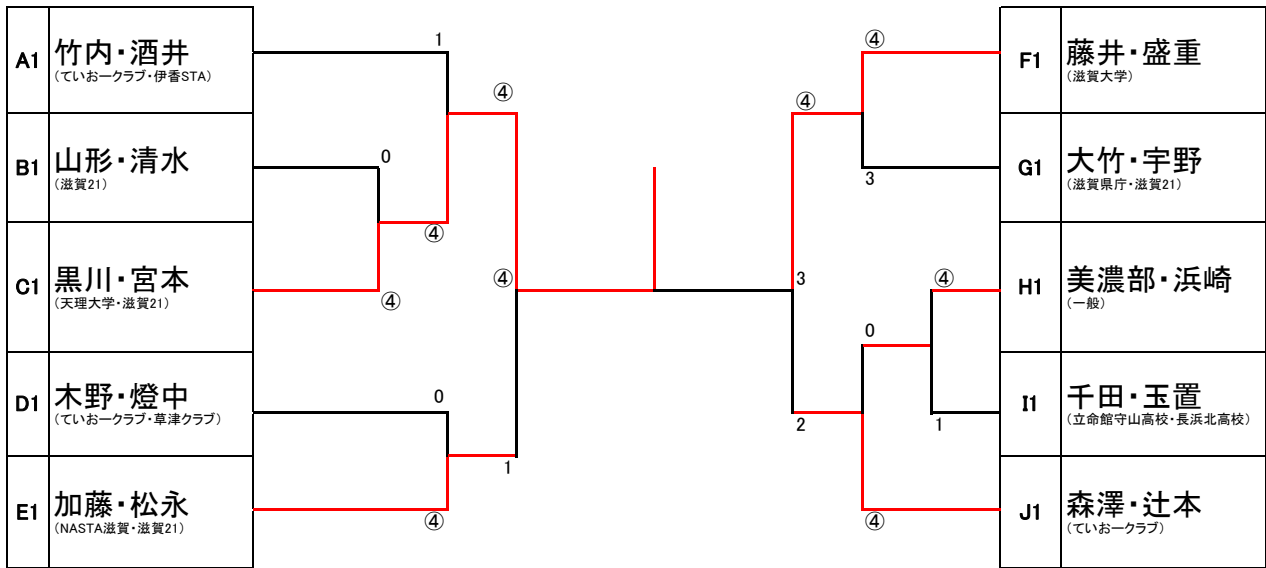 A1
竹内・酒井
(ていおークラブ・伊香STA)
B1
山形・清水
(滋賀21)
C1
黒川・宮本
(天理大学・滋賀21)
D1
木野・燈中
(ていおークラブ・草津クラブ)
E1
加藤・松永
(NASTA滋賀・滋賀21)
1
④
0
④
④
④
0
1
④
④
④
3
3
④
0
2
1
④
F1
藤井・盛重
(滋賀大学)
G1
大竹・宇野
(滋賀県庁・滋賀21)
H1
美濃部・浜崎
(一般)
I1
千田・玉置
(立命館守山高校・長浜北高校)
J1
森澤・辻本
(ていおークラブ)